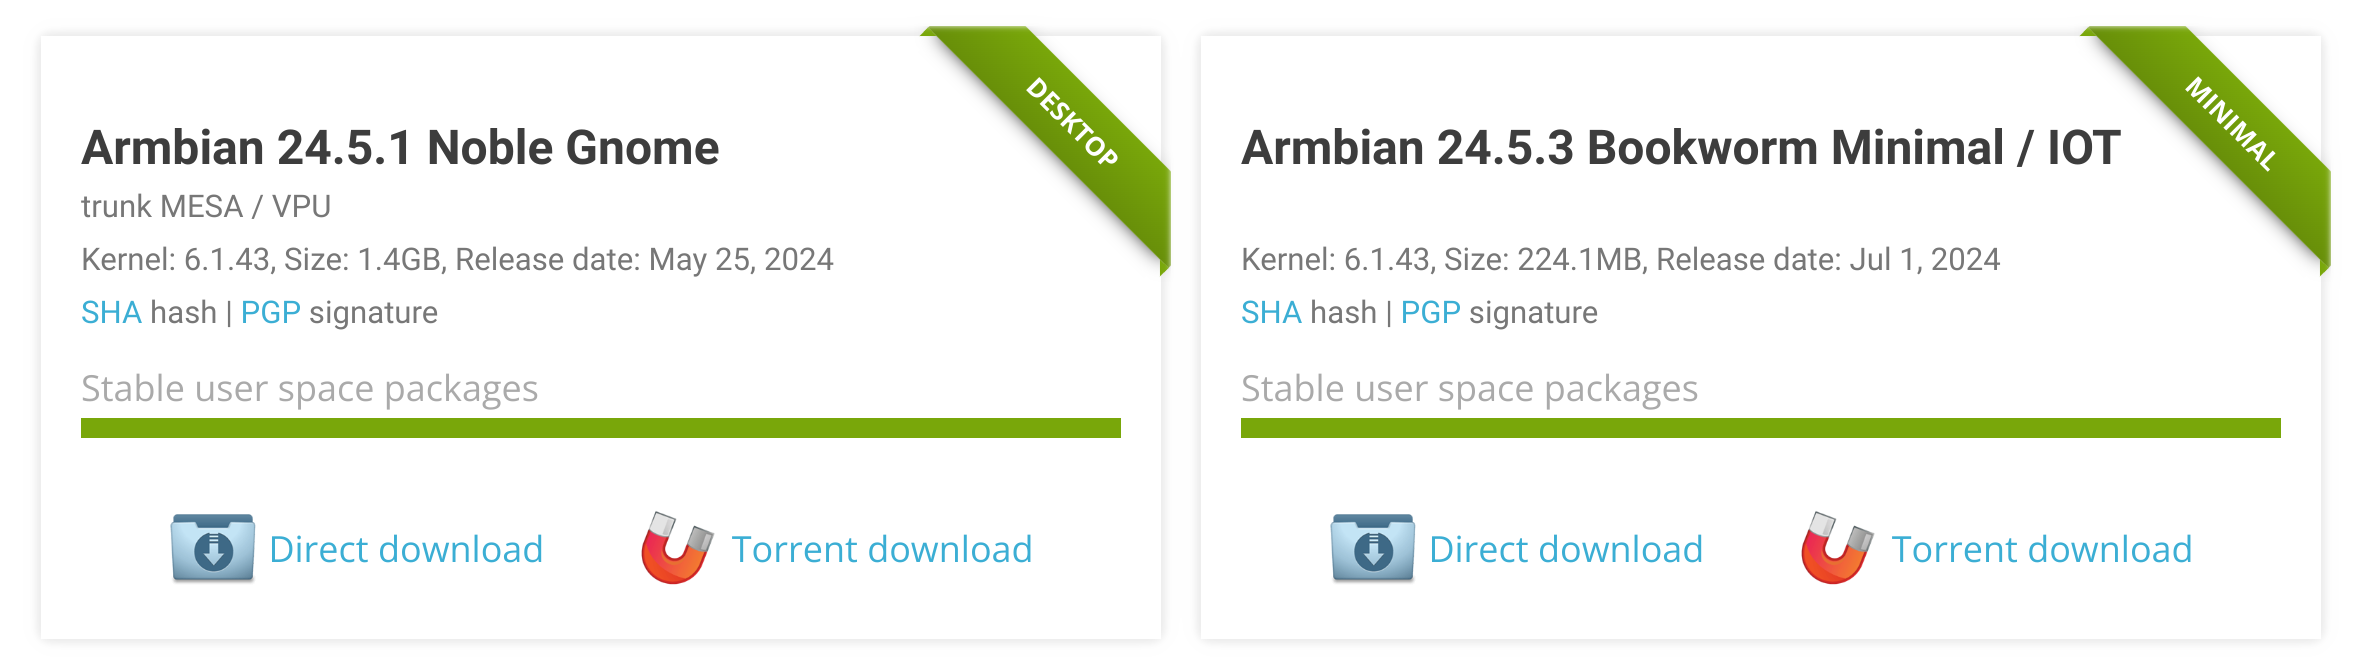 DESKTOP
Armbian 24.5.1 Noble Gnome
trunk MESA / VPU
Kernel: 6.1.43, Size: 1.4GB, Release date: May 25, 2024
SHA hash | PGP signature
Stable user space packages
Direct download
Torrent download
MINIMAL
Armbian 24.5.3 Bookworm Minimal / IOT
Kernel: 6.1.43, Size: 224.1MB, Release date: Jul 1, 2024
SHA hash | PGP signature
Stable user space packages
Direct download
Torrent download